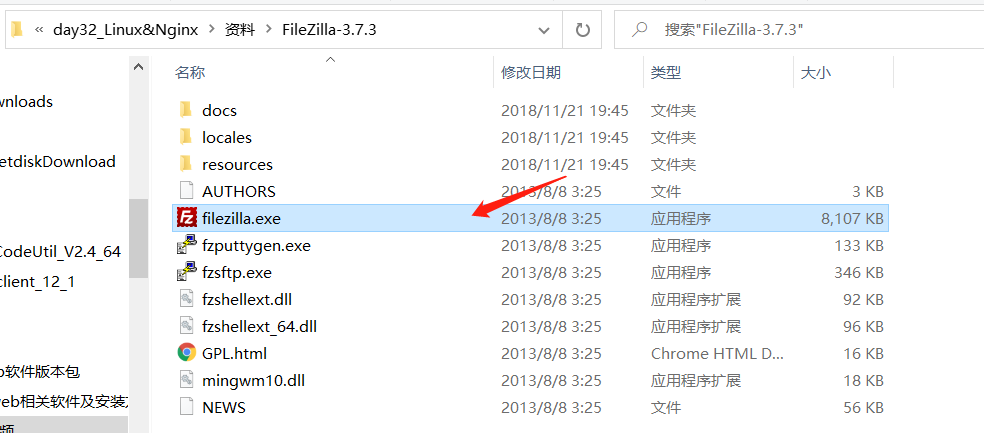 « day32_Linux&Nginx › 资料 › FileZilla-3.7.3
搜索"FileZilla-3.7.3"
名称 修改日期 类型 大小
wnloads
etdiskDownload
CodeUtil_V2.4_64
client_12_1
软件版本包
eb相关软件及安装
docs 2018/11/21 19:45 文件夹
locales 2018/11/21 19:45 文件夹
resources 2018/11/21 19:45 文件夹
AUTHORS 2013/8/8 3:25 文件 3 KB
filezilla.exe 2013/8/8 3:25 应用程序 8,107 KB
fzputtygen.exe 2013/8/8 3:25 应用程序 133 KB
fzsftp.exe 2013/8/8 3:25 应用程序 346 KB
fzshellext.dll 2013/8/8 3:25 应用程序扩展 92 KB
fzshellext_64.dll 2013/8/8 3:25 应用程序扩展 96 KB
GPL.html 2013/8/8 3:25 Chrome HTML D... 16 KB
mingwm10.dll 2013/8/8 3:25 应用程序扩展 18 KB
NEWS 2013/8/8 3:25 文件 56 KB